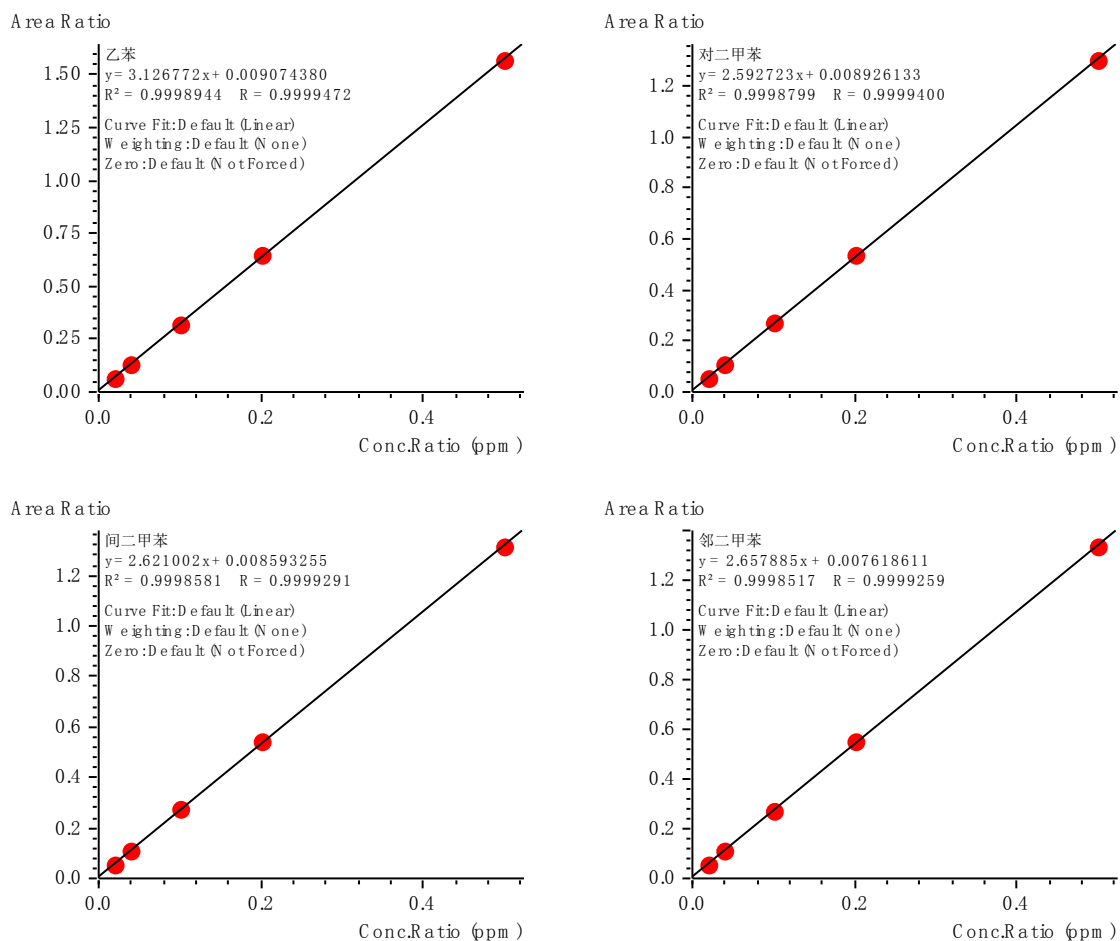 Area Ratio
乙苯
y= 3.126772x+ 0.009074380
R²= 0.9998944 R= 0.9999472
Curve Fit:Default(Linear)
Weighting:Default(None)
Zero:Default(NotForced)
1.50
1.25
1.00
0.75
0.50
0.25
0.00
0.0
0.2
0.4
Conc.Ratio (ppm)
Area Ratio
对二甲苯
y= 2.592723x+ 0.008926133
R²= 0.9998799 R= 0.9999400
Curve Fit:Default(Linear)
Weighting:Default(None)
Zero:Default(NotForced)
1.2
1.0
0.8
0.6
0.4
0.2
0.0
0.0
0.2
0.4
Conc.Ratio (ppm)
Area Ratio
间二甲苯
y= 2.621002x+ 0.008593255
R²= 0.9998581 R= 0.9999291
Curve Fit:Default(Linear)
Weighting:Default(None)
Zero:Default(NotForced)
1.2
1.0
0.8
0.6
0.4
0.2
0.0
0.0
0.2
0.4
Conc.Ratio (ppm)
Area Ratio
邻二甲苯
y= 2.657885x+ 0.007618611
R²= 0.9998517 R= 0.9999259
Curve Fit:Default(Linear)
Weighting:Default(None)
Zero:Default(NotForced)
1.2
1.0
0.8
0.6
0.4
0.2
0.0
0.0
0.2
0.4
Conc.Ratio (ppm)